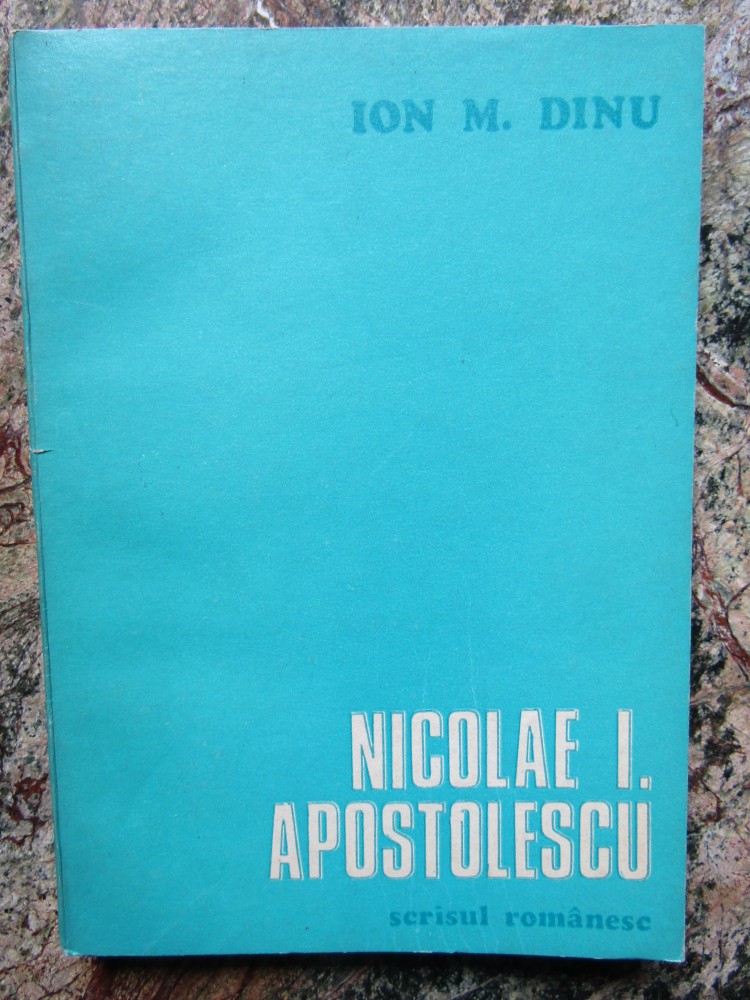 ION M. DINU
NICOLAE I.
APOSTOLESCU
scrisul românesc